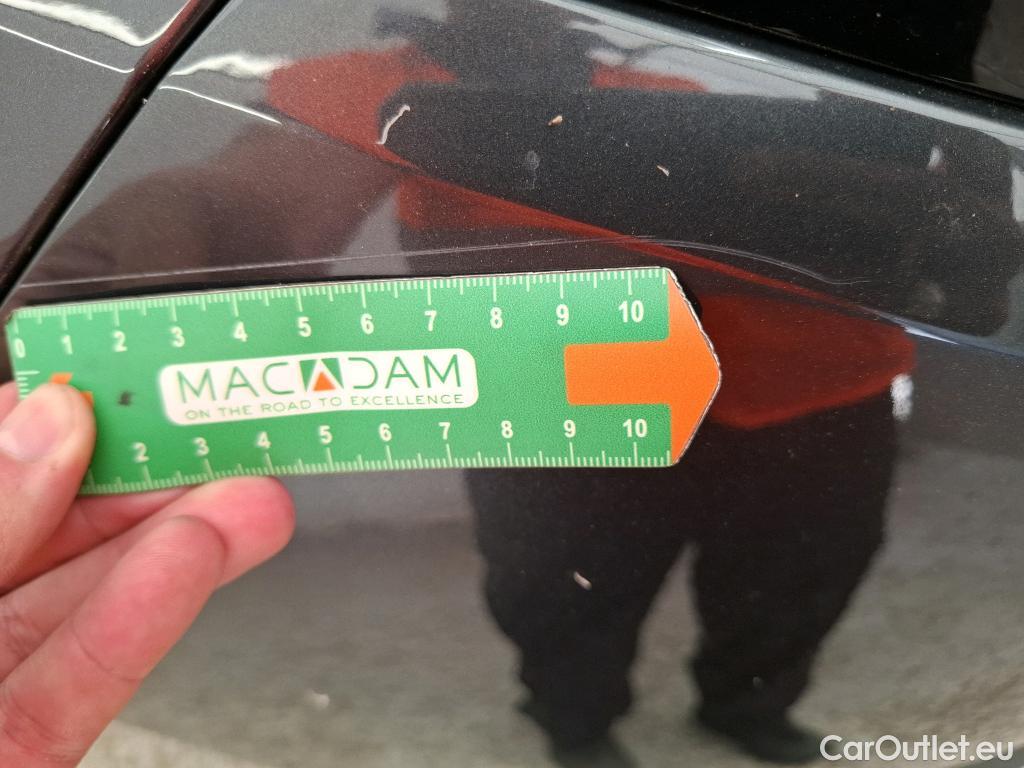 0 1 2 3 4 5 6 7 8 9 10
MACADAM
ON THE ROAD TO EXCELLENCE
2 3 4 5 6 7 8 9 10
CarOutlet.eu